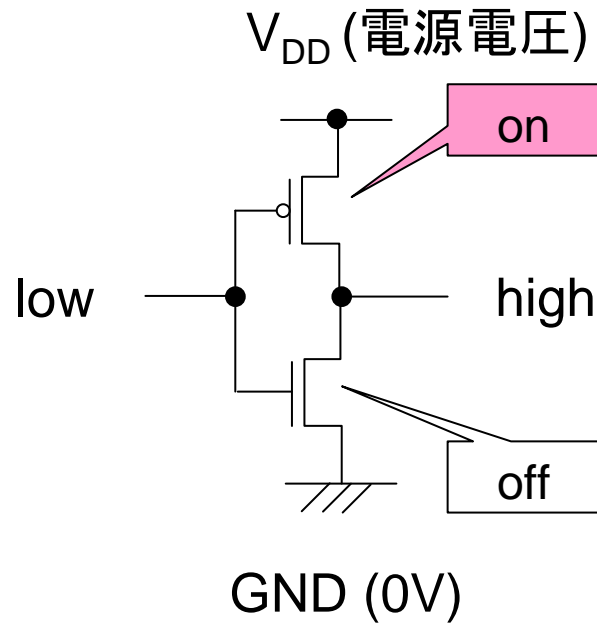 VDD (電源電圧)
on
low
high
off
GND (0V)